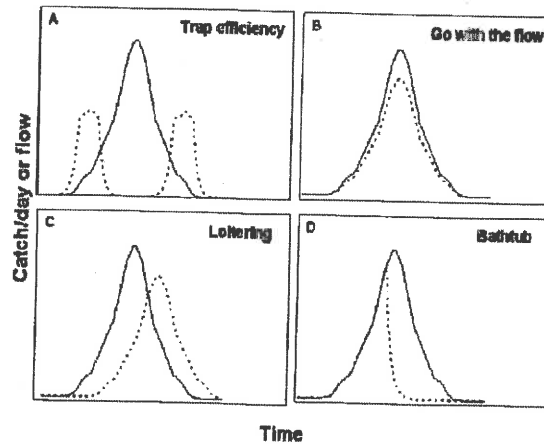 A
Trap efficiency
B
Go with the flow
Catch/day or flow
C
Loitering
D
Bathtub
Time